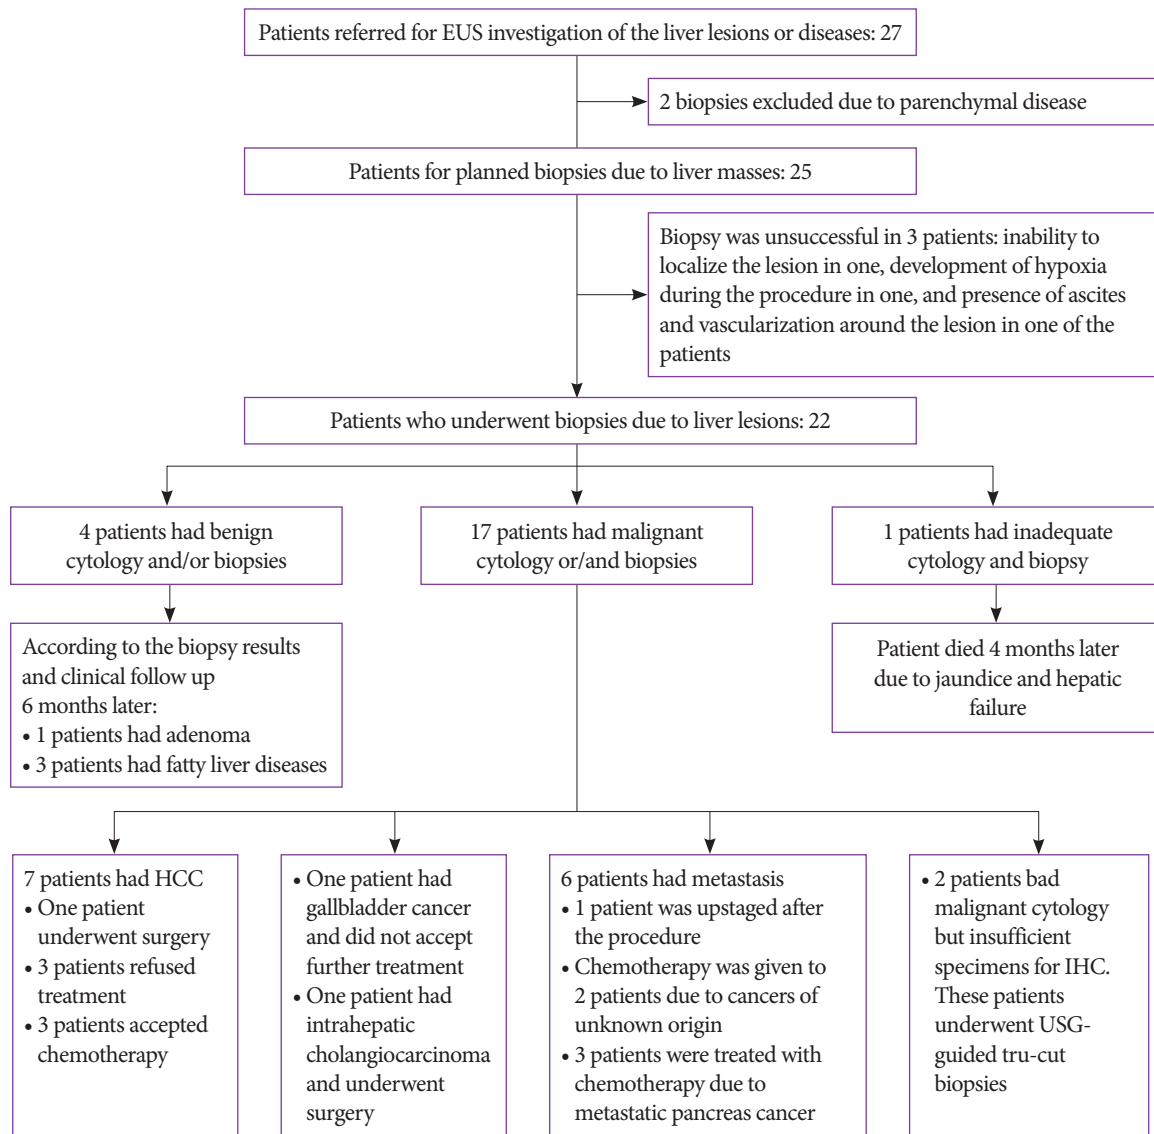 Patients referred for EUS investigation of the liver lesions or diseases: 27
2 biopsies excluded due to parenchymal disease
Patients for planned biopsies due to liver masses: 25
Biopsy was unsuccessful in 3 patients: inability to
localize the lesion in one, development of hypoxia
during the procedure in one, and presence of ascites
and vascularization around the lesion in one of the
patients
Patients who underwent biopsies due to liver lesions: 22
4 patients had benign
cytology and/or biopsies
17 patients had malignant
cytology or/and biopsies
1 patients had inadequate
cytology and biopsy
According to the biopsy results
and clinical follow up
6 months later:
• 1 patients had adenoma
• 3 patients had fatty liver diseases
Patient died 4 months later
due to jaundice and hepatic
failure
7 patients had HCC
• One patient
underwent surgery
• 3 patients refused
treatment
• 3 patients accepted
chemotherapy
• One patient had
gallbladder cancer
and did not accept
further treatment
• One patient had
intrahepatic
cholangiocarcinoma
and underwent
surgery
6 patients had metastasis
• 1 patient was upstaged after
the procedure
• Chemotherapy was given to
2 patients due to cancers of
unknown origin
• 3 patients were treated with
chemotherapy due to
metastatic pancreas cancer
• 2 patients bad
malignant cytology
but insufficient
specimens for IHC.
These patients
underwent USG-
guided tru-cut
biopsies